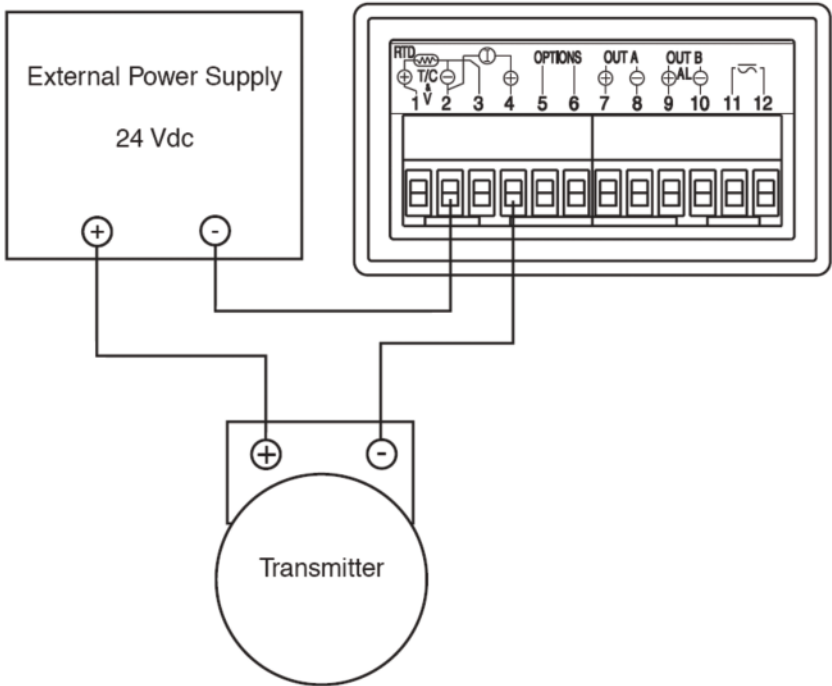 External Power Supply
24 Vdc
+ -
RTD OPTIONS OUT A OUT B
+ T/C - I + + - + AL -
& V
1 2 3 4 5 6 7 8 9 10 11 12
+ -
Transmitter